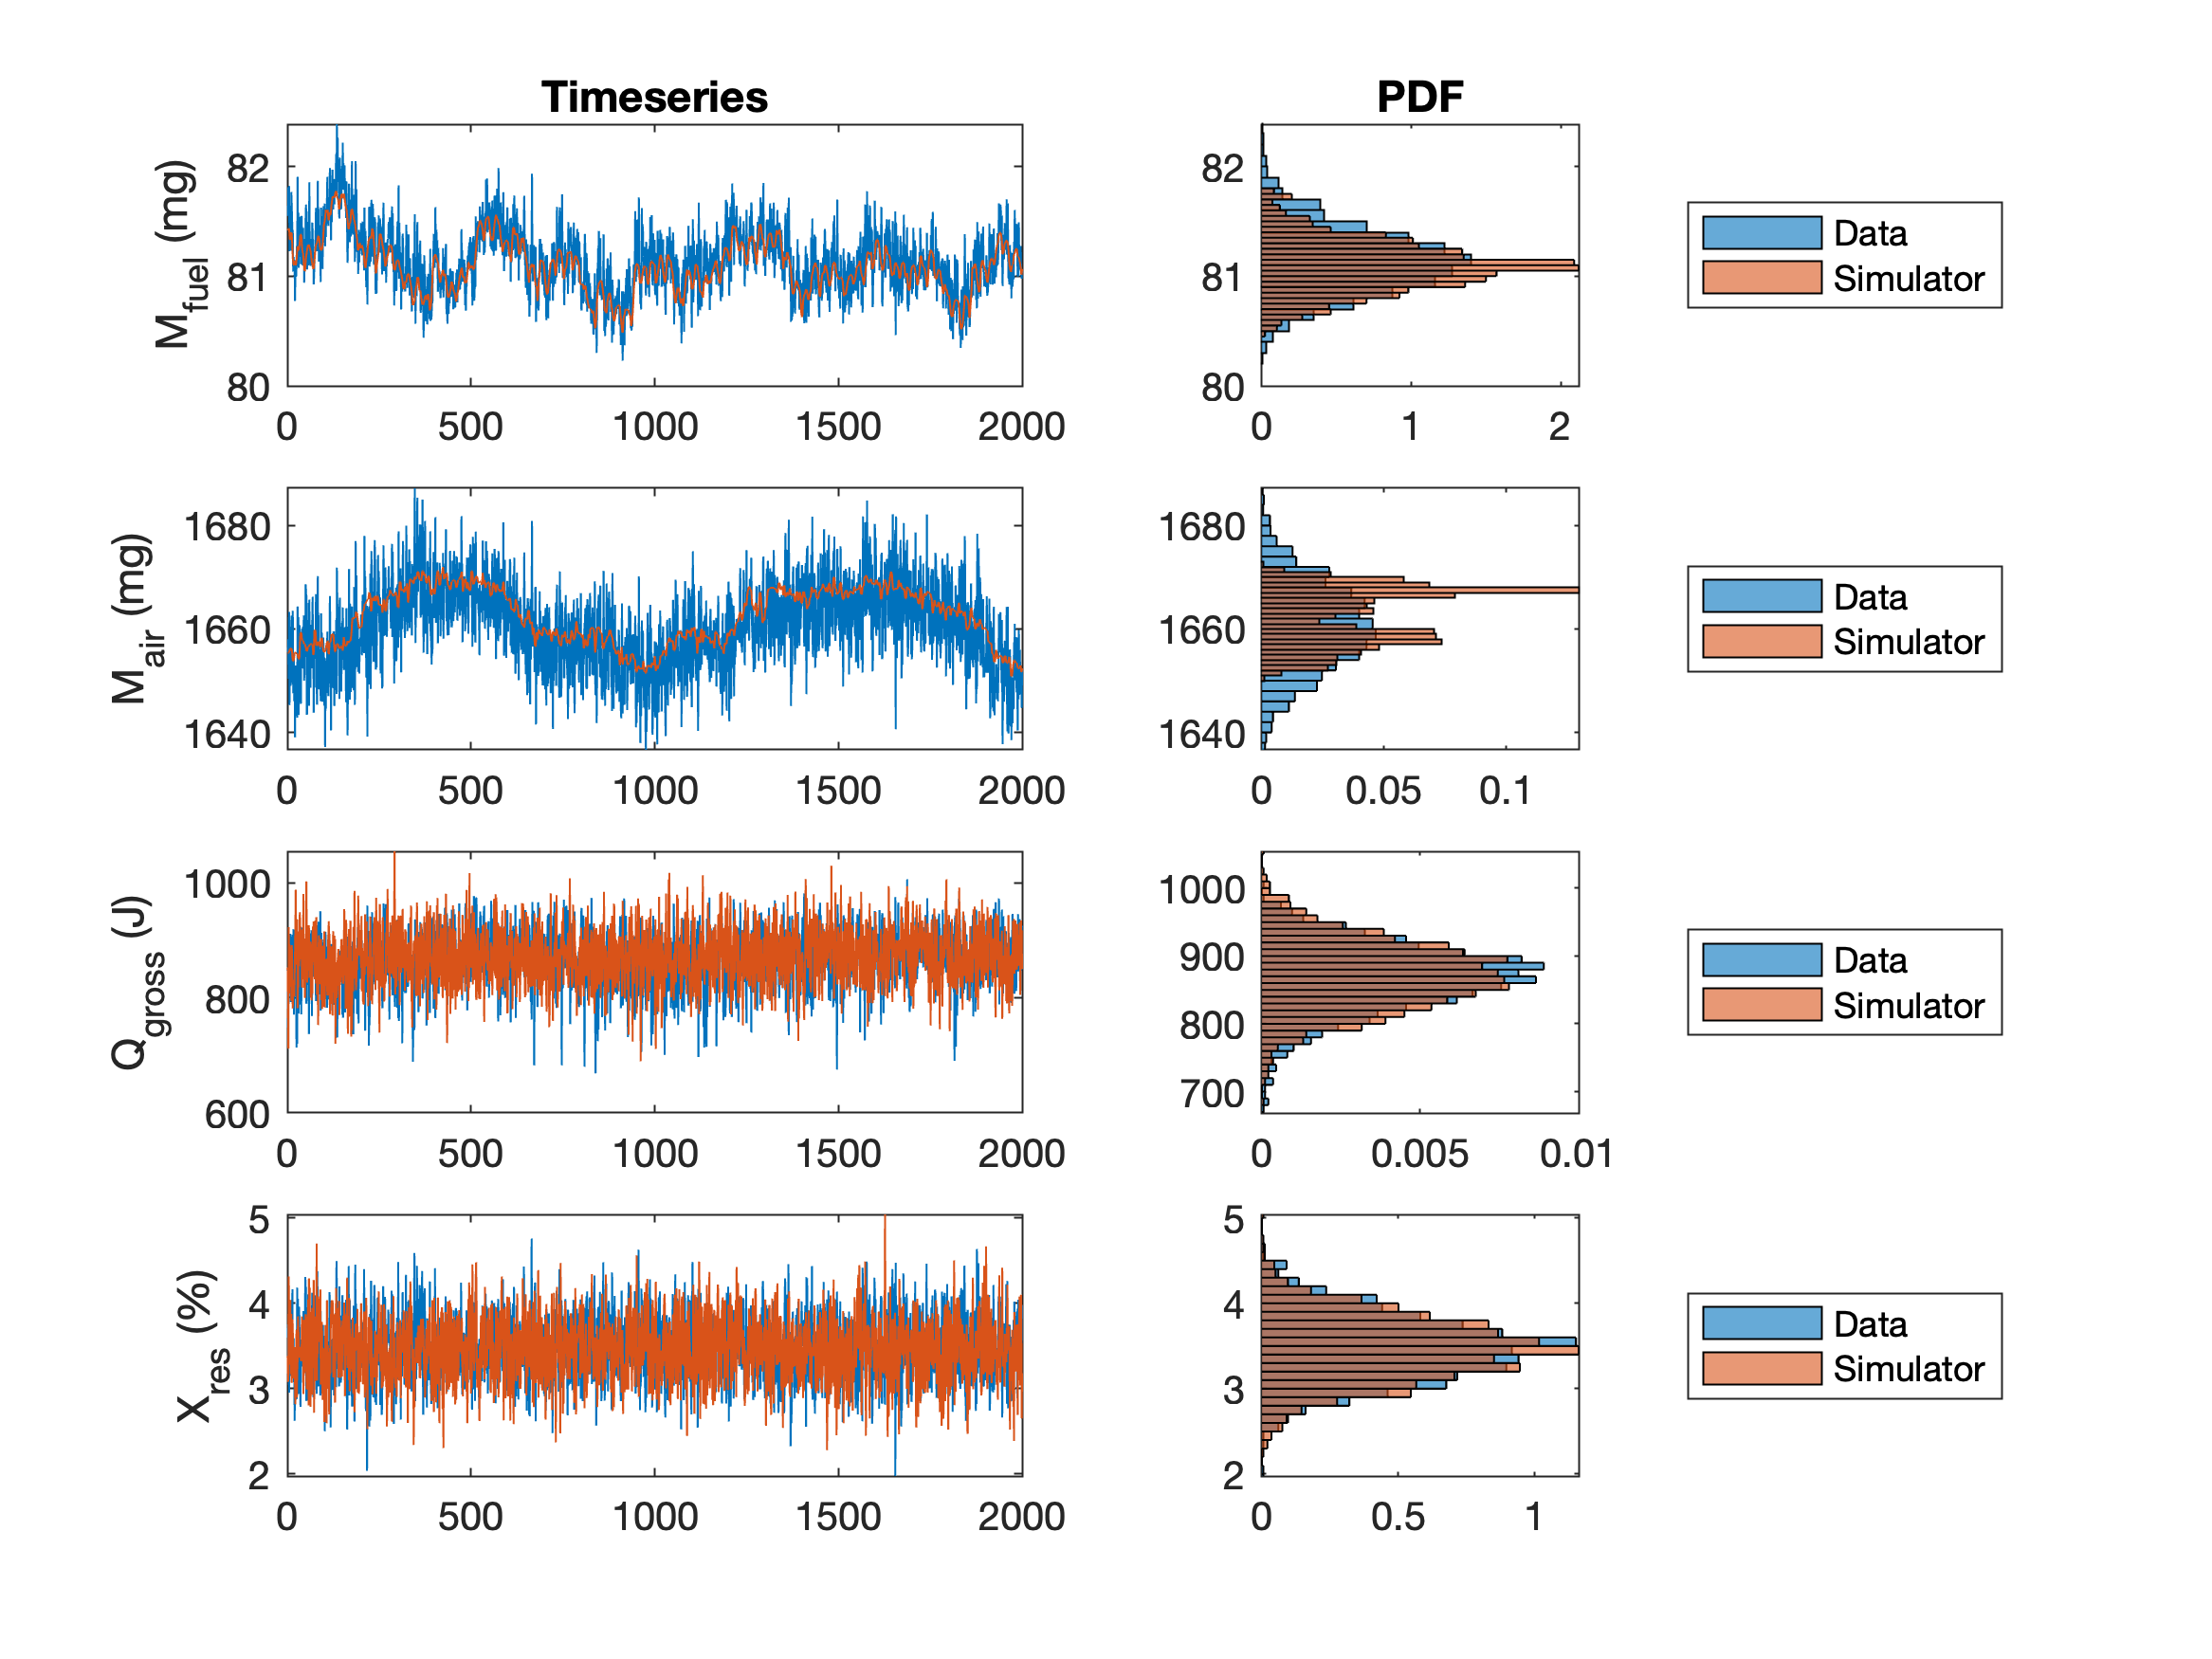 Timeseries
PDF
M_fuel (mg)
82
81
80
0 500 1000 1500 2000
82
81
80
0 1 2
Data
Simulator
M_air (mg)
1680
1660
1640
0 500 1000 1500 2000
1680
1660
1640
0 0.05 0.1
Data
Simulator
Q_gross (J)
1000
800
600
0 500 1000 1500 2000
1000
900
800
700
0 0.005 0.01
Data
Simulator
X_res (%)
5
4
3
2
0 500 1000 1500 2000
5
4
3
2
0 0.5 1
Data
Simulator